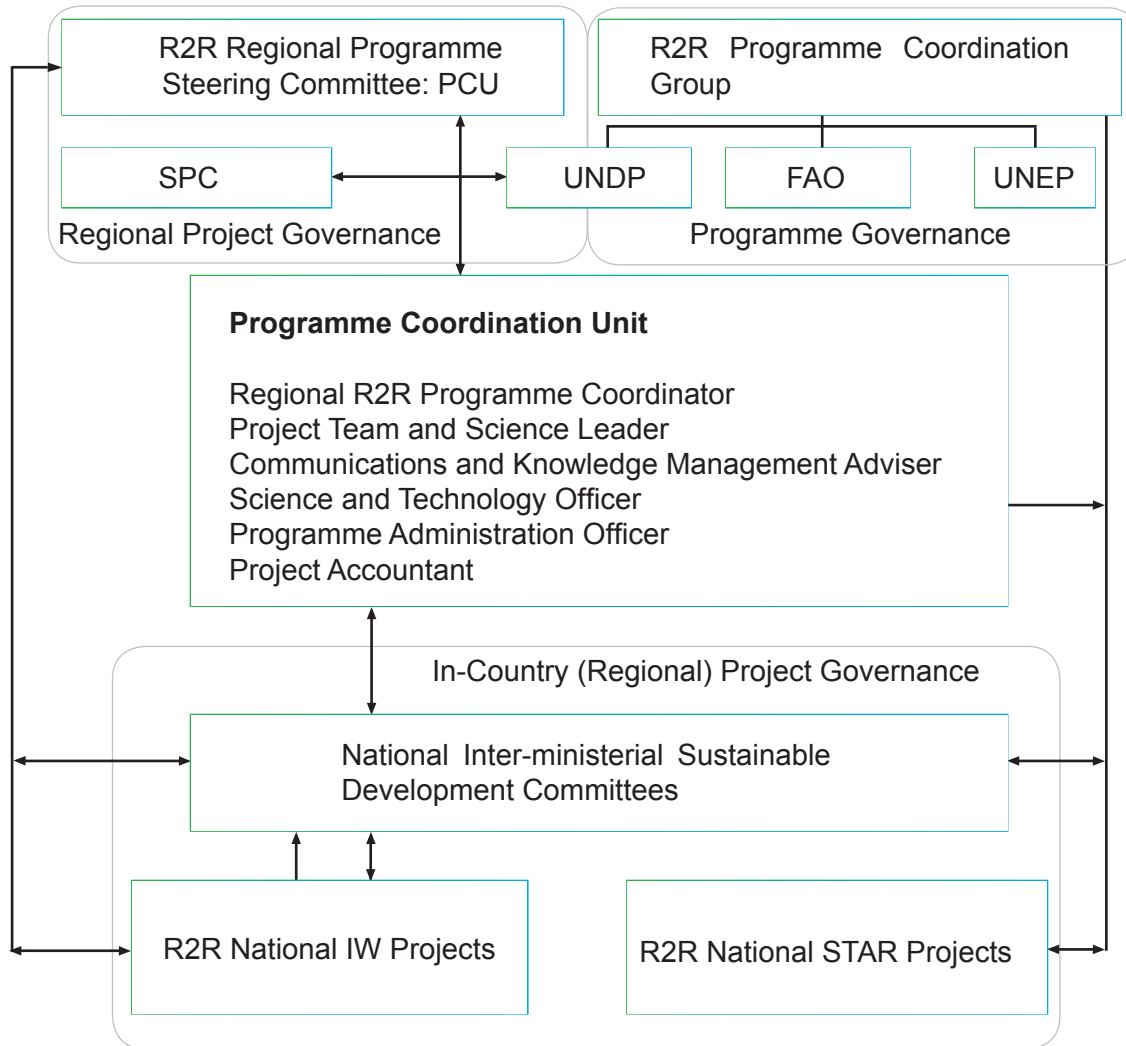 R2R Regional Programme
Steering Committee: PCU
R2R Programme Coordination
Group
SPC
UNDP
FAO
UNEP
Regional Project Governance
Programme Governance
Programme Coordination Unit
Regional R2R Programme Coordinator
Project Team and Science Leader
Communications and Knowledge Management Adviser
Science and Technology Officer
Programme Administration Officer
Project Accountant
In-Country (Regional) Project Governance
National Inter-ministerial Sustainable
Development Committees
R2R National IW Projects
R2R National STAR Projects